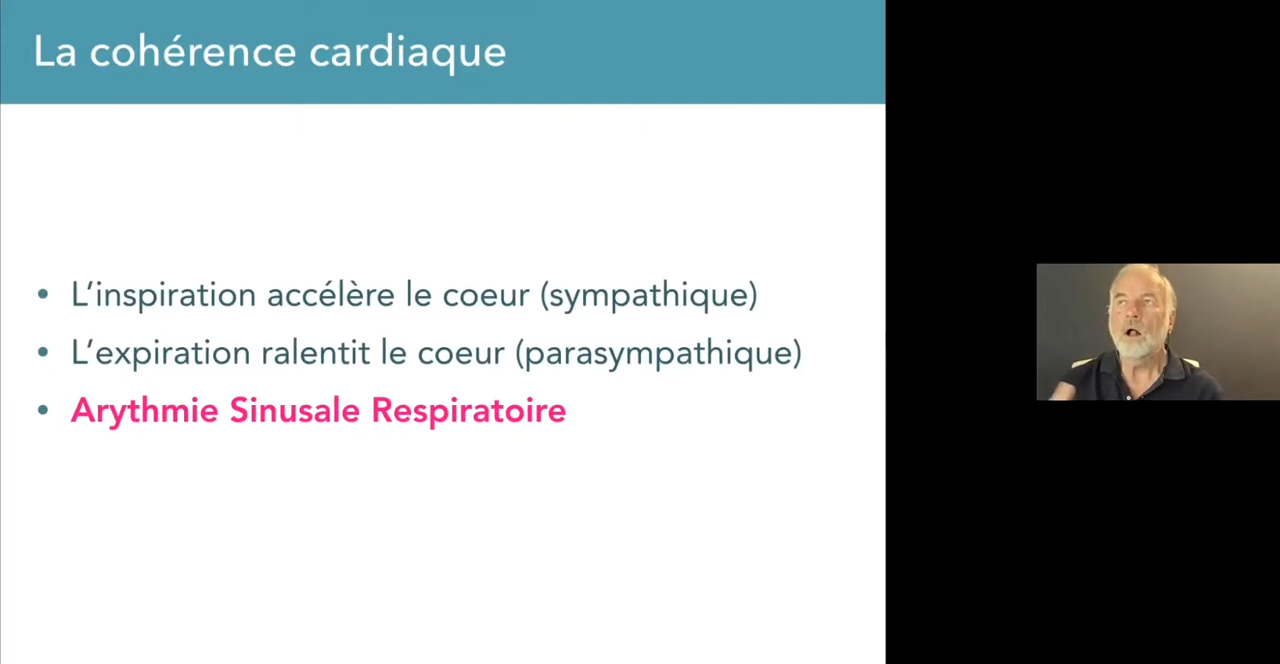 La cohérence cardiaque
• L’inspiration accélère le coeur (sympathique)
• L’expiration ralentit le coeur (parasympathique)
• Arythmie Sinusale Respiratoire